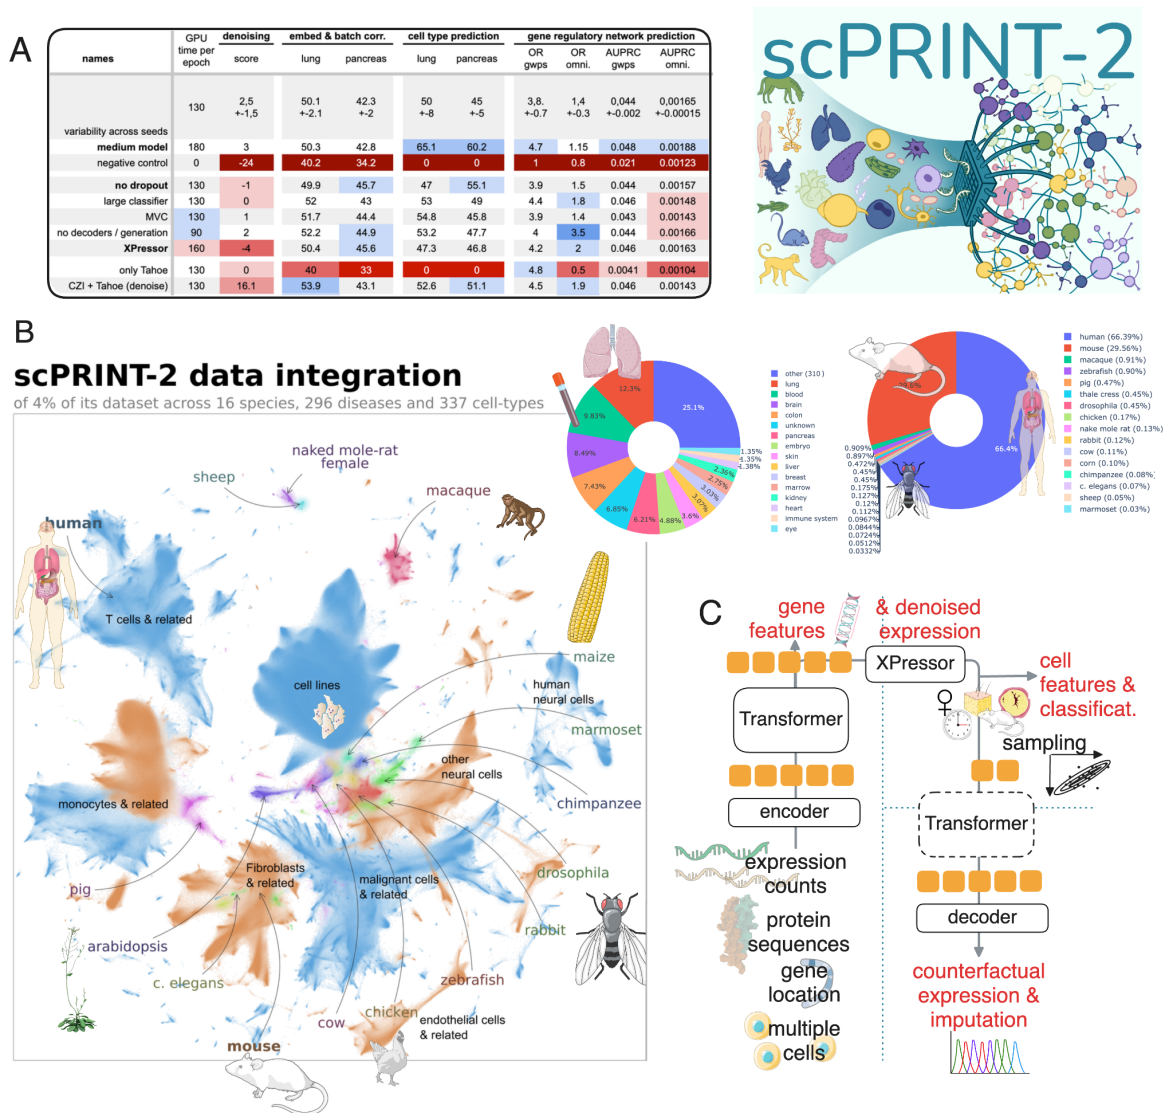 A
names
GPU time per epoch
denoising
embed & batch corr.
cell type prediction
gene regulatory network prediction
score
lung
pancreas
lung
pancreas
OR gwps
OR omni.
AUPRC gwps
AUPRC omni.
variability across seeds 130 2,5 +-1,5 50.1 +-2.1 42.3 +-2 50 +-8 45 +-5 3,8. +-0.7 1,4 +-0.3 0,044 +-0.002 0,00165 +-0.00015
medium model 180 3 50.3 42.8 65.1 60.2 4.7 1.15 0.048 0.00188
negative control 0 -24 40.2 34.2 0 0 1 0.8 0.021 0.00123
no dropout 130 -1 49.9 45.7 47 55.1 3.9 1.5 0.044 0.00157
large classifier 130 0 52 43 53 49 4.4 1.8 0.046 0.00148
MVC 130 1 51.7 44.4 54.8 45.8 3.9 1.4 0.043 0.00143
no decoders / generation 90 2 52.2 44.9 53.2 47.7 4 3.5 0.044 0.00166
XPressor 160 -4 50.4 45.6 47.3 46.8 4.2 2 0.046 0.00163
only Tahoe 130 0 40 33 0 0 4.8 0.5 0.0041 0.00104
CZI + Tahoe (denoise) 130 16.1 53.9 43.1 52.6 51.1 4.5 1.9 0.046 0.00143
scPRINT-2
B
scPRINT-2 data integration
of 4% of its dataset across 16 species, 296 diseases and 337 cell-types
naked mole-rat
female
sheep
macaque
human
T cells & related
cell lines
maize
human
neural cells
marmoset
other
neural cells
monocytes & related
chimpanzee
Fibroblasts
& related
malignant cells
& related
drosophila
pig
rabbit
arabidopsis
c. elegans
zebrafish
cow
chicken
endothelial cells
& related
mouse
12.3%
25.1%
9.83%
8.49%
7.43%
6.85%
6.21%
4.88%
3.6%
3.07%
3.03%
2.75%
2.36%
1.38%
1.35%
1.35%
other (310)
lung
blood
brain
colon
unknown
pancreas
embryo
skin
liver
breast
marrow
kidney
heart
immune system
eye
29.6%
66.4%
0.909%
0.897%
0.472%
0.45%
0.45%
0.175%
0.127%
0.12%
0.112%
0.0967%
0.0844%
0.0724%
0.0512%
0.0332%
human (66.39%)
mouse (29.56%)
macaque (0.91%)
zebrafish (0.90%)
pig (0.47%)
thale cress (0.45%)
drosophila (0.45%)
chicken (0.17%)
nake mole rat (0.13%)
rabbit (0.12%)
cow (0.11%)
corn (0.10%)
chimpanzee (0.08%)
c. elegans (0.07%)
sheep (0.05%)
marmoset (0.03%)
C
gene
features
& denoised
expression
XPressor
cell
features &
classificat.
Transformer
sampling
encoder
Transformer
expression
counts
decoder
protein
sequences
gene
location
multiple
cells
counterfactual
expression &
imputation